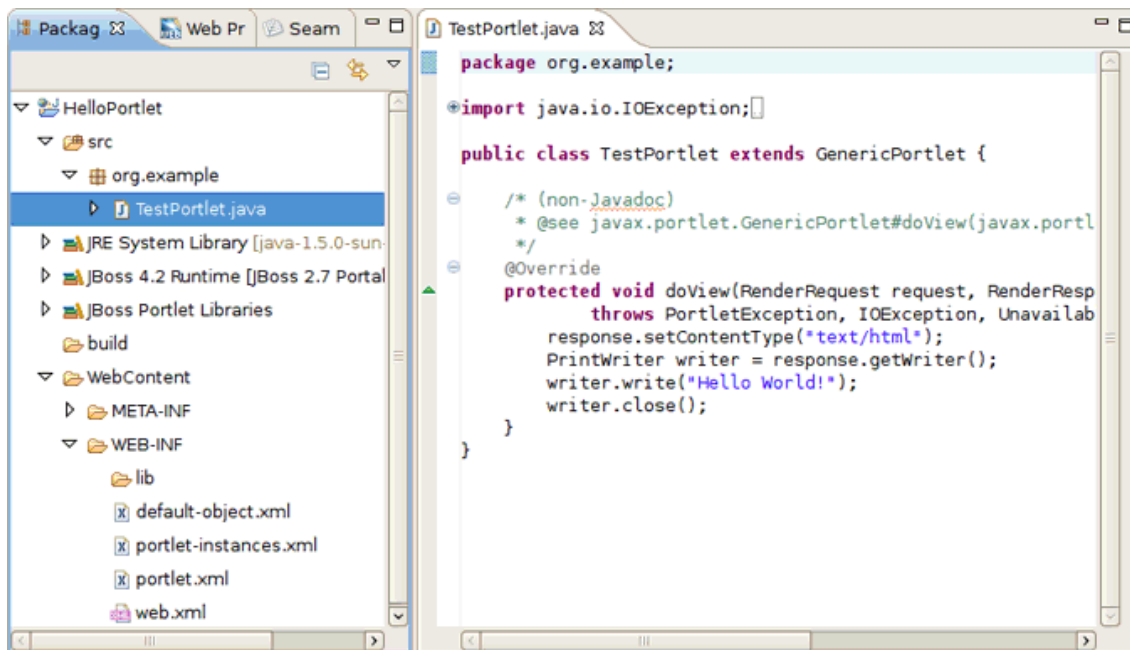 Packag
Web Pr
Seam
HelloPortlet
src
org.example
TestPortlet.java
JRE System Library [java-1.5.0-sun-
JBoss 4.2 Runtime [JBoss 2.7 Portal
JBoss Portlet Libraries
build
WebContent
META-INF
WEB-INF
lib
default-object.xml
portlet-instances.xml
portlet.xml
web.xml
TestPortlet.java
package org.example;
import java.io.IOException;
public class TestPortlet extends GenericPortlet {
/* (non-Javadoc)
* @see javax.portlet.GenericPortlet#doView(javax.portl
*/
@Override
protected void doView(RenderRequest request, RenderResp
throws PortletException, IOException, Unavailab
response.setContentType("text/html");
PrintWriter writer = response.getWriter();
writer.write("Hello World!");
writer.close();
}
}